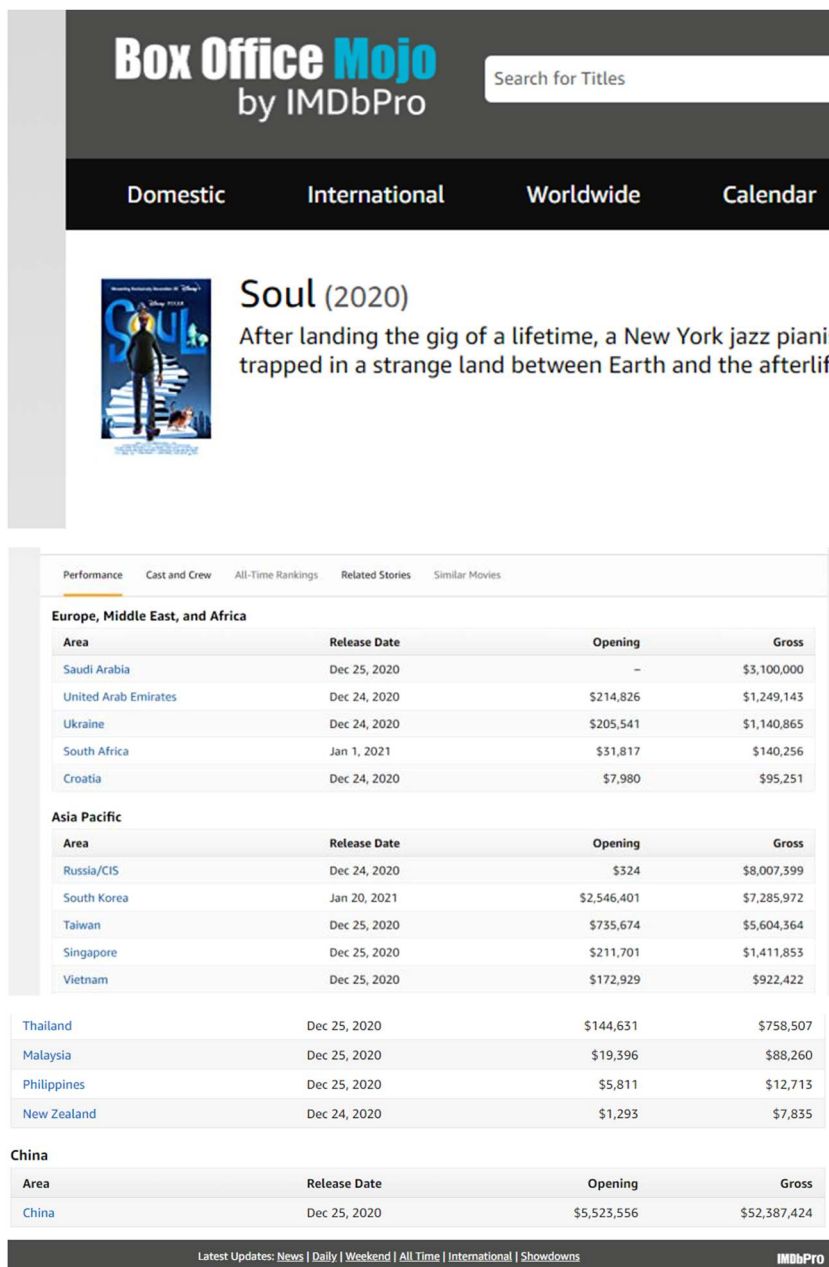 Box Office Mojo
by IMDbPro
Search for Titles
Domestic International Worldwide Calendar
SOUL
Soul (2020)
After landing the gig of a lifetime, a New York jazz piani
trapped in a strange land between Earth and the afterlif
Performance Cast and Crew All-Time Rankings Related Stories Similar Movies
Europe, Middle East, and Africa
Area Release Date Opening Gross
Saudi Arabia Dec 25, 2020 – $3,100,000
United Arab Emirates Dec 24, 2020 $214,826 $1,249,143
Ukraine Dec 24, 2020 $205,541 $1,140,865
South Africa Jan 1, 2021 $31,817 $140,256
Croatia Dec 24, 2020 $7,980 $95,251
Asia Pacific
Area Release Date Opening Gross
Russia/CIS Dec 24, 2020 $324 $8,007,399
South Korea Jan 20, 2021 $2,546,401 $7,285,972
Taiwan Dec 25, 2020 $735,674 $5,604,364
Singapore Dec 25, 2020 $211,701 $1,411,853
Vietnam Dec 25, 2020 $172,929 $922,422
Thailand Dec 25, 2020 $144,631 $758,507
Malaysia Dec 25, 2020 $19,396 $88,260
Philippines Dec 25, 2020 $5,811 $12,713
New Zealand Dec 24, 2020 $1,293 $7,835
China
Area Release Date Opening Gross
China Dec 25, 2020 $5,523,556 $52,387,424
Latest Updates: News | Daily | Weekend | All Time | International | Showdowns IMDbPro